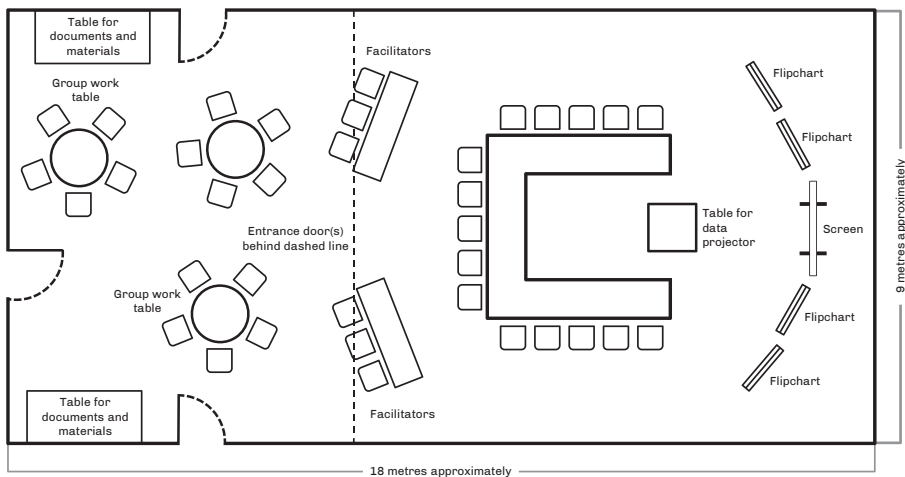 Table for
documents and
materials
Group work
table
Facilitators
Flipchart
Flipchart
Entrance door(s)
behind dashed line
Table for
data
projector
Screen
9 metres approximately
Group work
table
Flipchart
Flipchart
Table for
documents and
materials
Facilitators
18 metres approximately